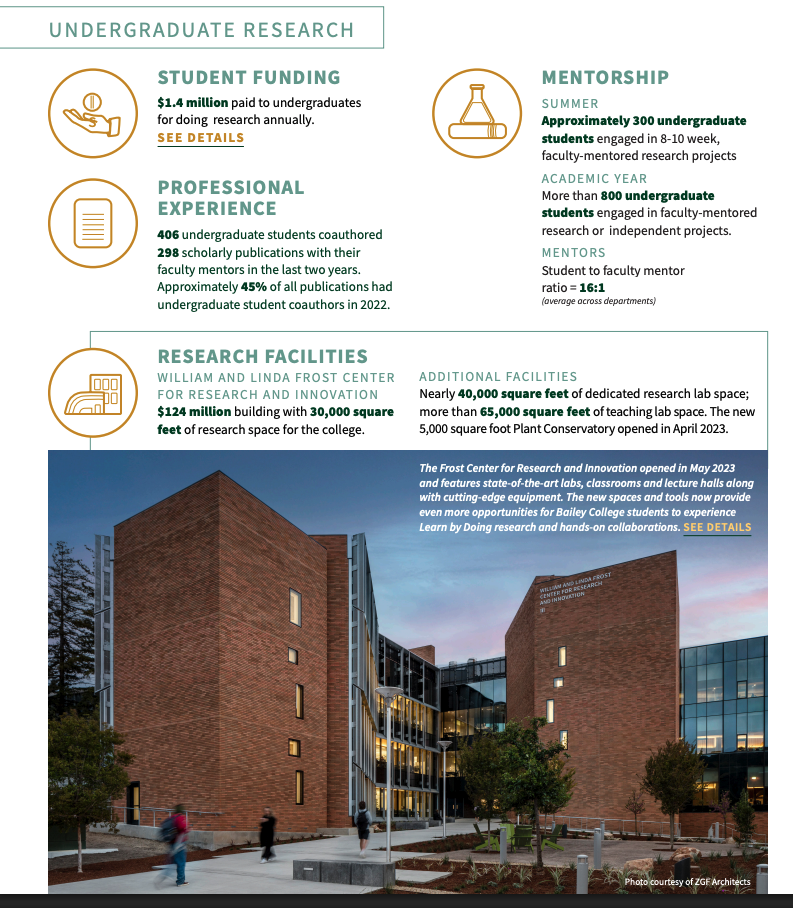 UNDERGRADUATE RESEARCH
STUDENT FUNDING
$1.4 million paid to undergraduates
for doing research annually.
SEE DETAILS
PROFESSIONAL
EXPERIENCE
406 undergraduate students coauthored
298 scholarly publications with their
faculty mentors in the last two years.
Approximately 45% of all publications had
undergraduate student coauthors in 2022.
MENTORSHIP
SUMMER
Approximately 300 undergraduate
students engaged in 8-10 week,
faculty-mentored research projects
ACADEMIC YEAR
More than 800 undergraduate
students engaged in faculty-mentored
research or independent projects.
MENTORS
Student to faculty mentor
ratio = 16:1
(average across departments)
RESEARCH FACILITIES
WILLIAM AND LINDA FROST CENTER
FOR RESEARCH AND INNOVATION
$124 million building with 30,000 square
feet of research space for the college.
ADDITIONAL FACILITIES
Nearly 40,000 square feet of dedicated research lab space;
more than 65,000 square feet of teaching lab space. The new
5,000 square foot Plant Conservatory opened in April 2023.
The Frost Center for Research and Innovation opened in May 2023
and features state-of-the-art labs, classrooms and lecture halls along
with cutting-edge equipment. The new spaces and tools now provide
even more opportunities for Bailey College students to experience
Learn by Doing research and hands-on collaborations. SEE DETAILS
WILLIAM AND LINDA FROST
CENTER FOR RESEARCH
AND INNOVATION
Photo courtesy of ZGF Architects